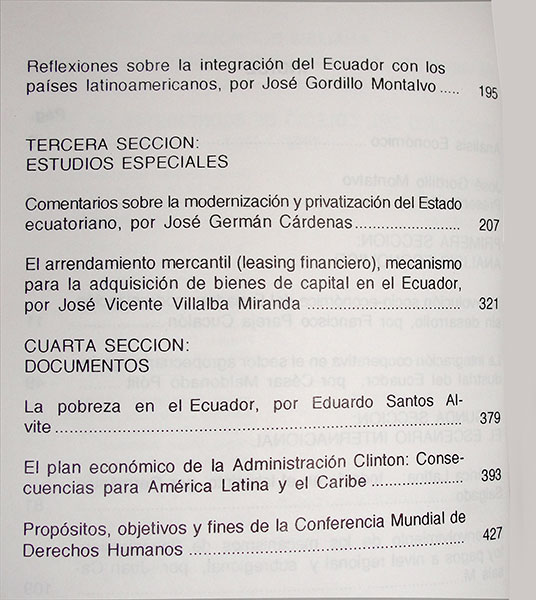 Reflexiones sobre la integración del Ecuador con los
países latinoamericanos, por José Gordillo Montalvo ..... 195
TERCERA SECCION:
ESTUDIOS ESPECIALES
Comentarios sobre la modernización y privatización del Estado
ecuatoriano, por José Germán Cárdenas ..................... 207
El arrendamiento mercantil (leasing financiero), mecanismo
para la adquisición de bienes de capital en el Ecuador,
por José Vicente Villalba Miranda ............................. 321
CUARTA SECCION:
DOCUMENTOS
La pobreza en el Ecuador, por Eduardo Santos Al-
vite ................................................................ 379
El plan económico de la Administración Clinton: Conse-
cuencias para América Latina y el Caribe .................. 393
Propósitos, objetivos y fines de la Conferencia Mundial de
Derechos Humanos ............................................ 427